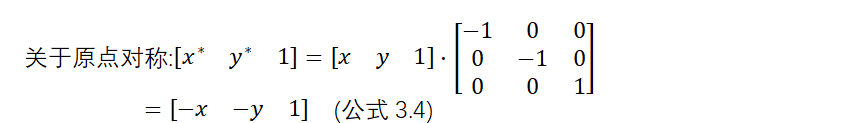 关于原点对称:[x* y* 1] = [x y 1] · [−1 0 0; 0 −1 0; 0 0 1]
= [−x −y 1] (公式 3.4)